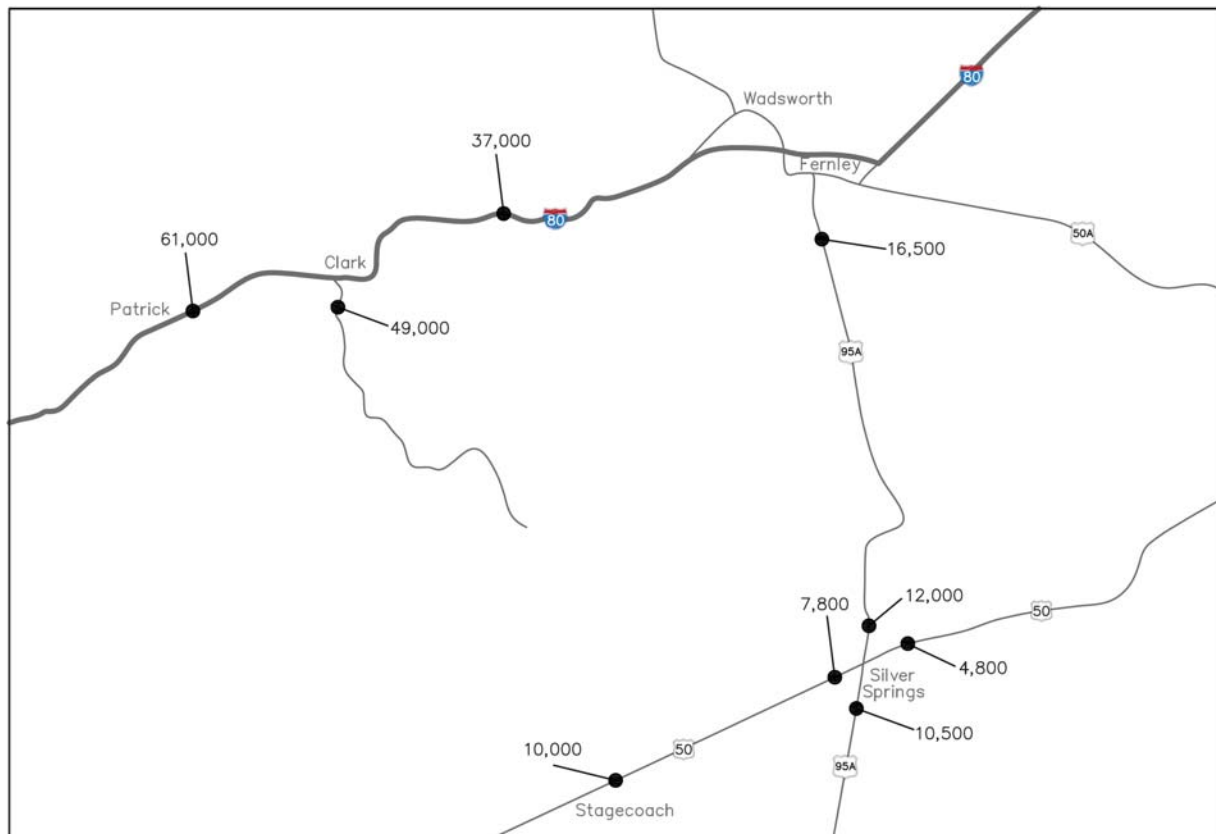 Wadsworth
80
37,000
Fernley
80
61,000
Clark
16,500
50A
Patrick
49,000
95A
12,000
7,800
50
4,800
Silver
Springs
10,500
10,000
50
95A
Stagecoach